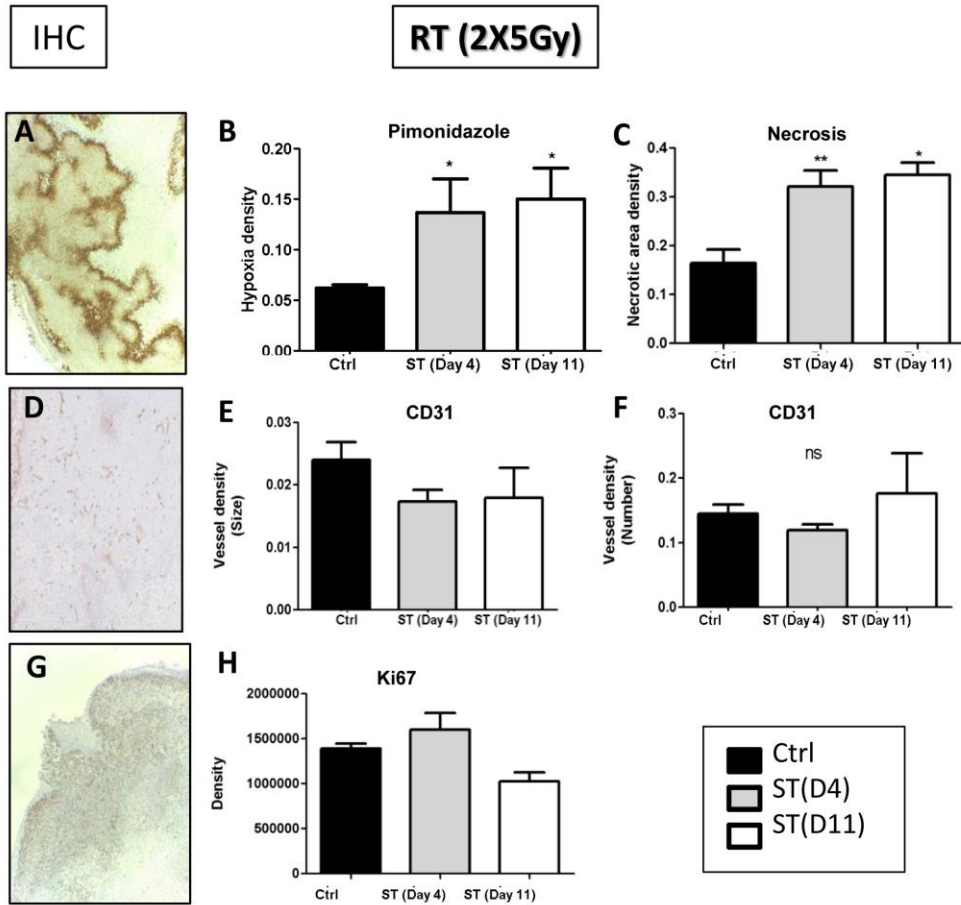 IHC
RT (2X5Gy)
A
B
Pimonidazole
Hypoxia density
0.20
0.15
0.10
0.05
0.00
*
*
Ctrl
ST (Day 4)
ST (Day 11)
C
Necrosis
Necrotic area density
0.4
0.3
0.2
0.1
0.0
**
*
Ctrl
ST (Day 4)
ST (Day 11)
D
E
CD31
Vessel density
(Size)
0.03
0.02
0.01
0.00
Ctrl
ST (Day 4)
ST (Day 11)
F
CD31
Vessel density
(Number)
0.3
0.2
0.1
0.0
ns
Ctrl
ST (Day 4)
ST (Day 11)
G
H
Ki67
Density
2000000
1500000
1000000
500000
0
Ctrl
ST (Day 4)
ST (Day 11)
Ctrl
ST(D4)
ST(D11)